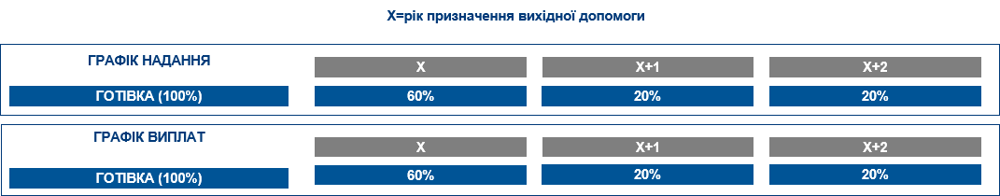 X=рік призначення вихідної допомоги
ГРАФІК НАДАННЯ X X+1 X+2
ГОТІВКА (100%) 60% 20% 20%
ГРАФІК ВИПЛАТ X X+1 X+2
ГОТІВКА (100%) 60% 20% 20%